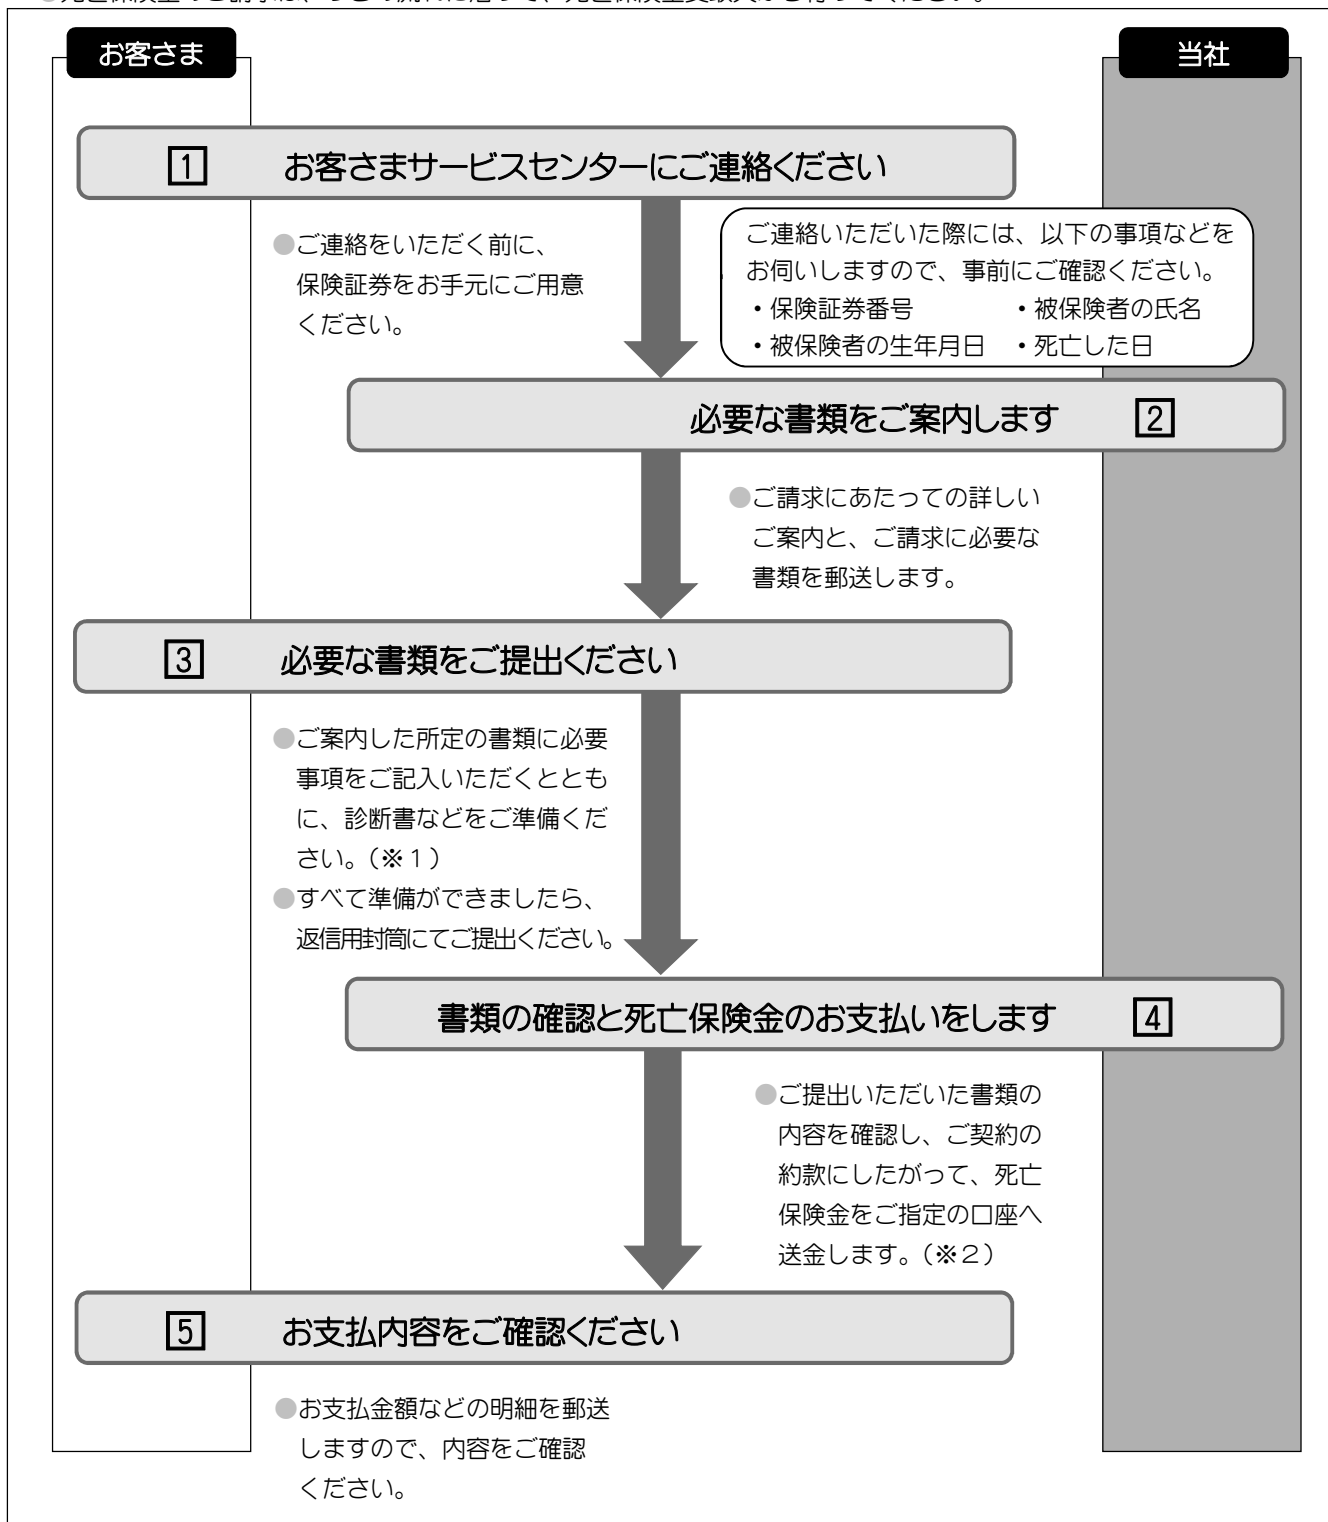 お客さま
当社
1 お客さまサービスセンターにご連絡ください
●ご連絡をいただく前に、
保険証券をお手元にご用意
ください。
ご連絡いただいた際には、以下の事項などを
お伺いしますので、事前にご確認ください。
・保険証券番号 ・被保険者の氏名
・被保険者の生年月日 ・死亡した日
必要な書類をご案内します 2
●ご請求にあたっての詳しい
ご案内と、ご請求に必要な
書類を郵送します。
3 必要な書類をご提出ください
●ご案内した所定の書類に必要
事項をご記入いただくととも
に、診断書などをご準備くだ
さい。(※1)
●すべて準備ができましたら、
返信用封筒にてご提出ください。
書類の確認と死亡保険金のお支払いをします 4
●ご提出いただいた書類の
内容を確認し、ご契約の
約款にしたがって、死亡
保険金をご指定の口座へ
送金します。(※2)
5 お支払内容をご確認ください
●お支払金額などの明細を郵送
しますので、内容をご確認
ください。